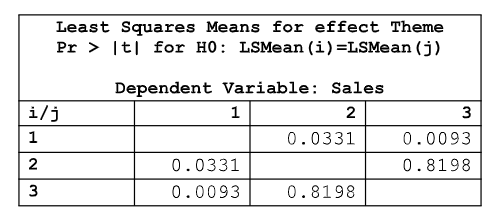 Least Squares Means for effect Theme
Pr > |t| for H0: LSMean(i)=LSMean(j)
Dependent Variable: Sales
i/j 1 2 3
1 0.0331 0.0093
2 0.0331 0.8198
3 0.0093 0.8198